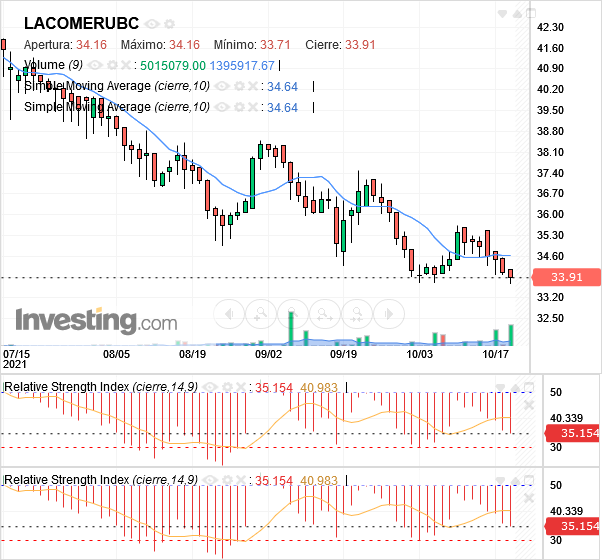 LACOMERUBC
Apertura: 34.16 Máximo: 34.16 Mínimo: 33.71 Cierre: 33.91
Volume (9) : 5015079.00 1395917.67
Simple Moving Average (cierre,10) : 34.64
Simple Moving Average (cierre,10) : 34.64
42.30
41.60
40.90
40.20
39.50
38.80
38.10
37.40
36.70
36.00
35.30
34.60
33.91
33.20
32.50
Investing.com
07/15 08/05 08/19 09/02 09/19 10/03 10/17
2021
Relative Strength Index (cierre,14,9) : 35.154 40.983
50
40.339
35.154
30
Relative Strength Index (cierre,14,9) : 35.154 40.983
50
40.339
35.154
30